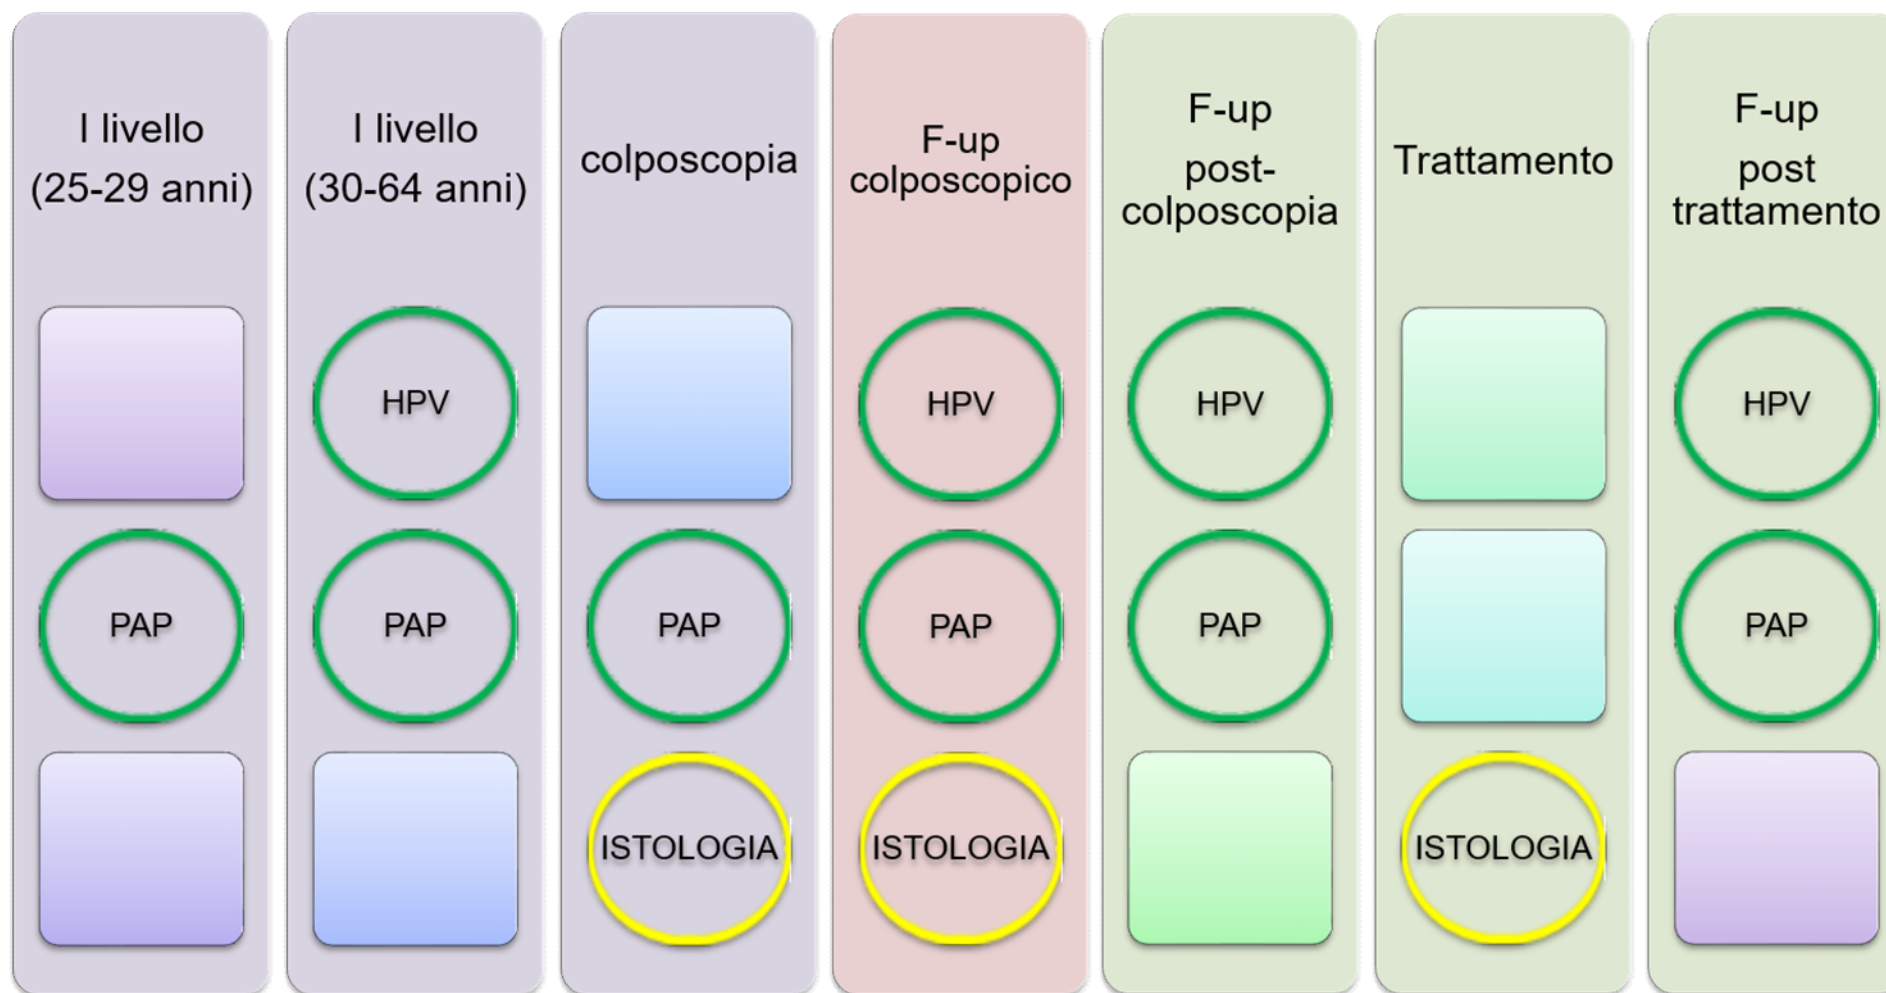 I livello
(25-29 anni)
I livello
(30-64 anni)
colposcopia
F-up
colposcopico
F-up
post-
colposcopia
Trattamento
F-up
post
trattamento
HPV
HPV
HPV
HPV
PAP
PAP
PAP
PAP
PAP
PAP
ISTOLOGIA
ISTOLOGIA
ISTOLOGIA